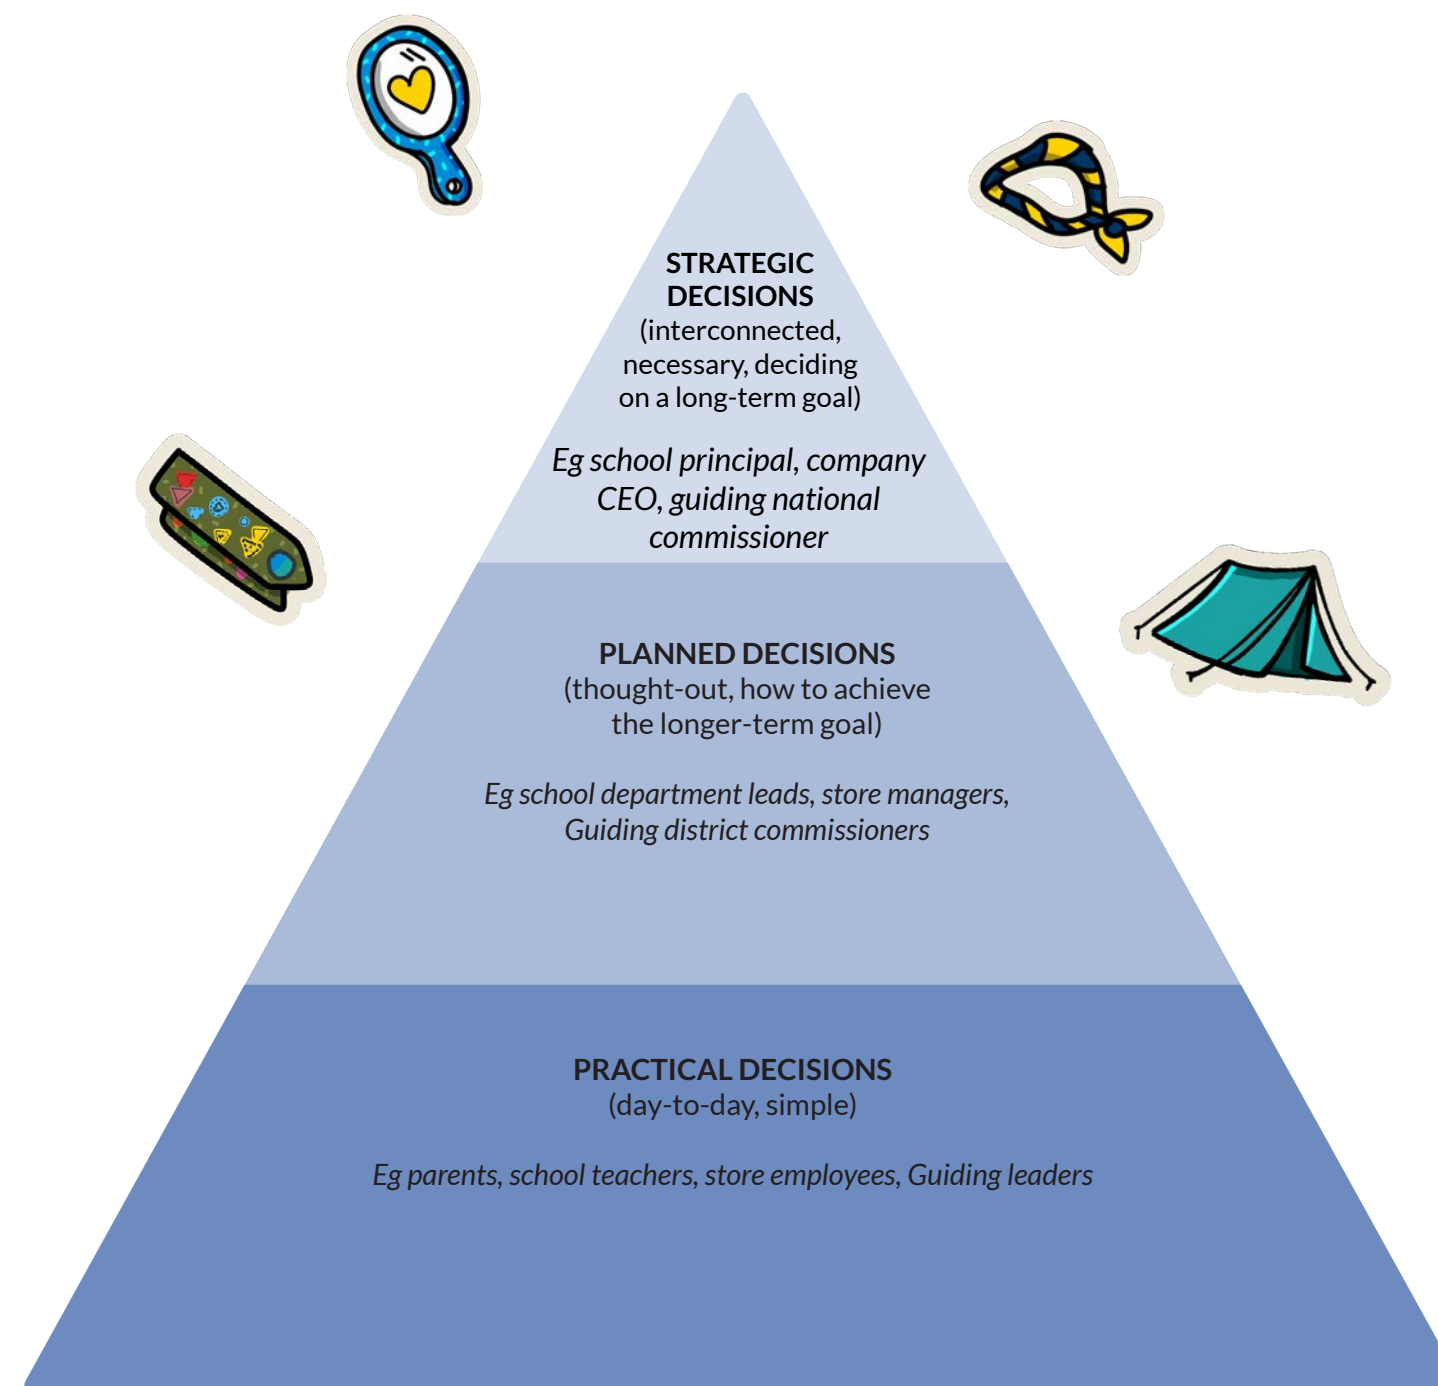 STRATEGIC
DECISIONS
(interconnected,
necessary, deciding
on a long-term goal)
Eg school principal, company
CEO, guiding national
commissioner
PLANNED DECISIONS
(thought-out, how to achieve
the longer-term goal)
Eg school department leads, store managers,
Guiding district commissioners
PRACTICAL DECISIONS
(day-to-day, simple)
Eg parents, school teachers, store employees, Guiding leaders